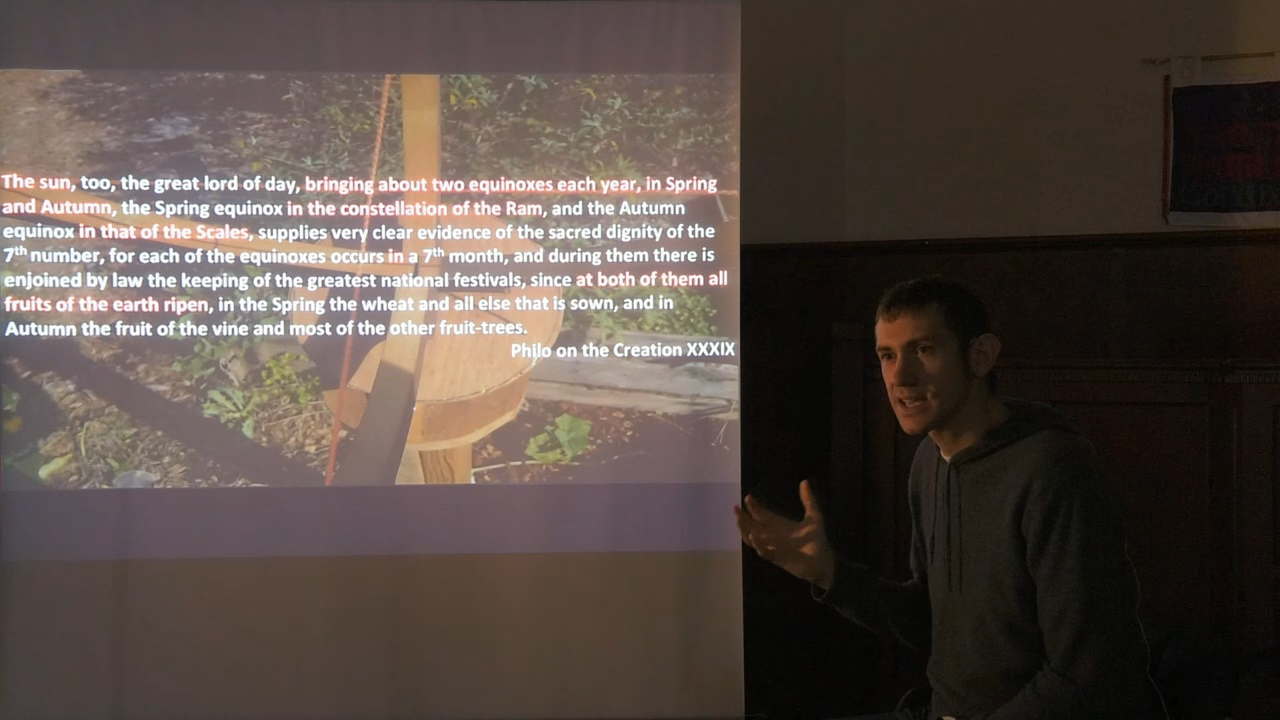 The sun, too, the great lord of day, bringing about two equinoxes each year, in Spring
and Autumn, the Spring equinox in the constellation of the Ram, and the Autumn
equinox in that of the Scales, supplies very clear evidence of the sacred dignity of the
7th number, for each of the equinoxes occurs in a 7th month, and during them there is
enjoined by law the keeping of the greatest national festivals, since at both of them all
fruits of the earth ripen, in the Spring the wheat and all else that is sown, and in
Autumn the fruit of the vine and most of the other fruit-trees.
Philo on the Creation XXXIX